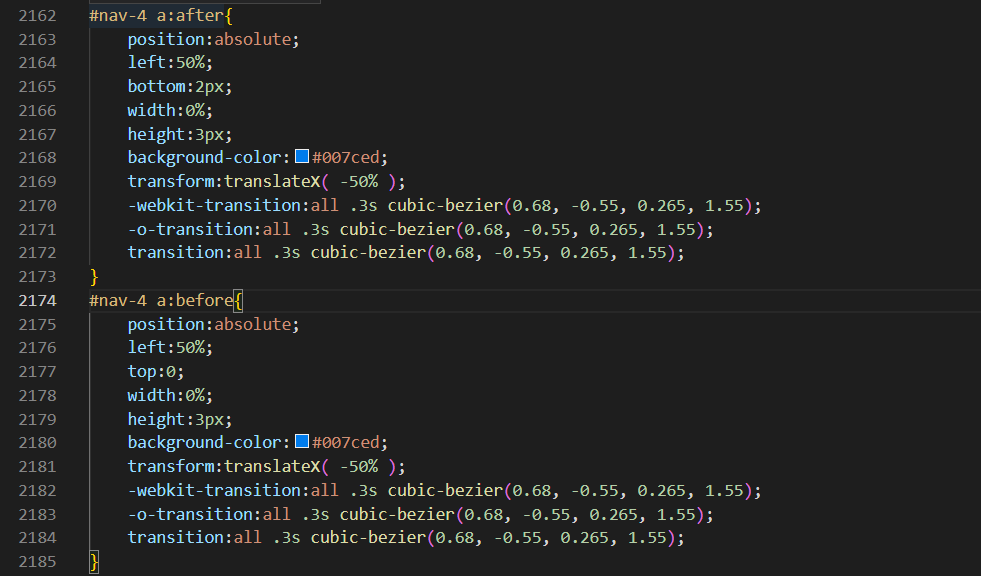 2162 #nav-4 a:after{
2163 position:absolute;
2164 left:50%;
2165 bottom:2px;
2166 width:0%;
2167 height:3px;
2168 background-color:#007ced;
2169 transform:translateX( -50% );
2170 -webkit-transition:all .3s cubic-bezier(0.68, -0.55, 0.265, 1.55);
2171 -o-transition:all .3s cubic-bezier(0.68, -0.55, 0.265, 1.55);
2172 transition:all .3s cubic-bezier(0.68, -0.55, 0.265, 1.55);
2173 }
2174 #nav-4 a:before{
2175 position:absolute;
2176 left:50%;
2177 top:0;
2178 width:0%;
2179 height:3px;
2180 background-color:#007ced;
2181 transform:translateX( -50% );
2182 -webkit-transition:all .3s cubic-bezier(0.68, -0.55, 0.265, 1.55);
2183 -o-transition:all .3s cubic-bezier(0.68, -0.55, 0.265, 1.55);
2184 transition:all .3s cubic-bezier(0.68, -0.55, 0.265, 1.55);
2185 }